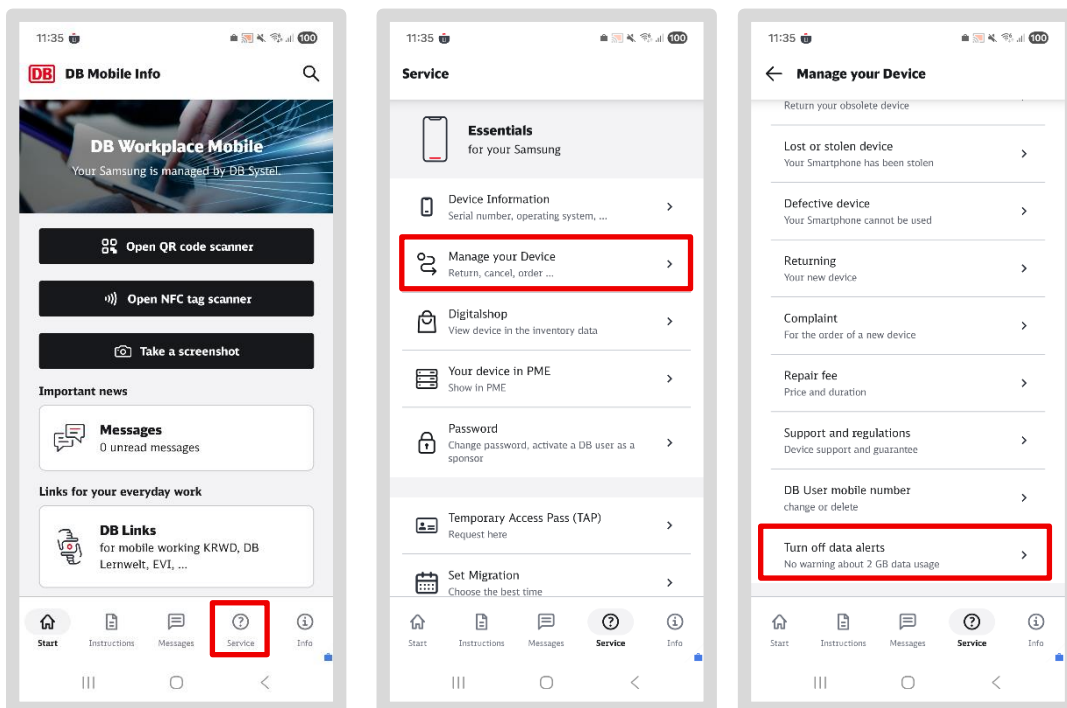 11:35
100
DB DB Mobile Info
DB Workplace Mobile
Your Samsung is managed by DB Systel.
Open QR code scanner
Open NFC tag scanner
Take a screenshot
Important news
Messages
0 unread messages
Links for your everyday work
DB Links
for mobile working KRWD, DB
Lernwelt, EVI, ...
Start Instructions Messages Service Info
11:35
100
Service
Essentials
for your Samsung
Device Information
Serial number, operating system, ...
Manage your Device
Return, cancel, order ...
Digitalshop
View device in the inventory data
Your device in PME
Show in PME
Password
Change password, activate a DB user as a
sponsor
Temporary Access Pass (TAP)
Request here
Set Migration
Choose the best time
Start Instructions Messages Service Info
11:35
100
Manage your Device
Return your obsolete device
Lost or stolen device
Your Smartphone has been stolen
Defective device
Your Smartphone cannot be used
Returning
Your new device
Complaint
For the order of a new device
Repair fee
Price and duration
Support and regulations
Device support and guarantee
DB User mobile number
change or delete
Turn off data alerts
No warning about 2 GB data usage
Start Instructions Messages Service Info